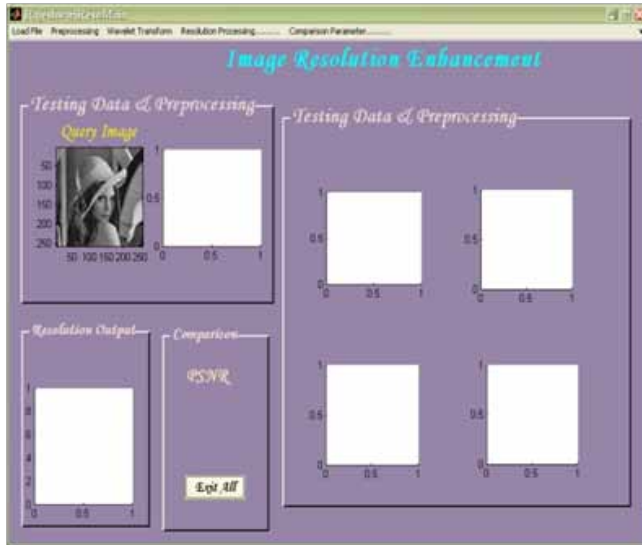 Load File Preprocessing Wavelet Transform Resolution Processing........... Comparison Parameter...........
Image Resolution Enhancement
Testing Data & Preprocessing
Query Image
50
100
150
200
250
50 100 150 200 250
1
0.5
0
0 0.5 1
Testing Data & Preprocessing
1
0.5
0
0 0.5 1
1
0.5
0
0 0.5 1
1
0.5
0
0 0.5 1
1
0.5
0
0 0.5 1
Resolution Output
1
8
6
4
2
0
0 0.5 1
Comparison
PSNR
Exit All